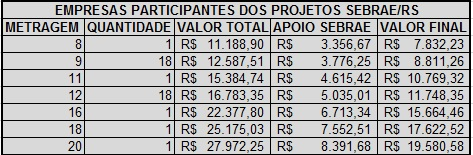 EMPRESAS PARTICIPANTES DOS PROJETOS SEBRAE/RS
METRAGEM QUANTIDADE VALOR TOTAL APOIO SEBRAE VALOR FINAL
8 1 R$ 11.188,90 R$ 3.356,67 R$ 7.832,23
9 18 R$ 12.587,51 R$ 3.776,25 R$ 8.811,26
11 1 R$ 15.384,74 R$ 4.615,42 R$ 10.769,32
12 18 R$ 16.783,35 R$ 5.035,01 R$ 11.748,35
16 1 R$ 22.377,80 R$ 6.713,34 R$ 15.664,46
18 1 R$ 25.175,03 R$ 7.552,51 R$ 17.622,52
20 1 R$ 27.972,25 R$ 8.391,68 R$ 19.580,58